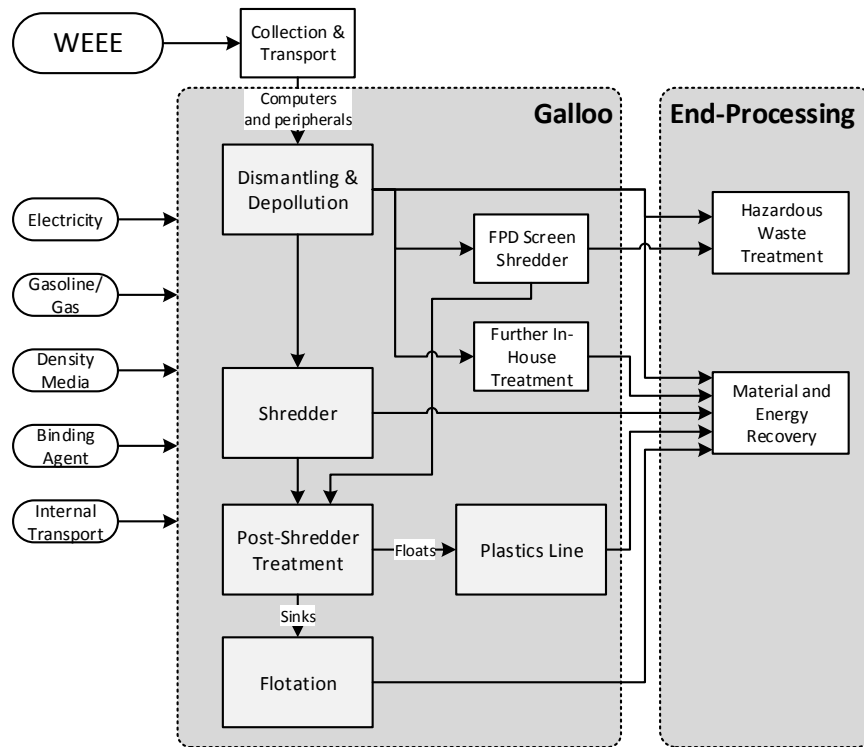 WEEE
Collection &
Transport
Computers
and peripherals
Galloo
End-Processing
Dismantling &
Depollution
Electricity
FPD Screen
Shredder
Hazardous
Waste
Treatment
Gasoline/
Gas
Further In-
House
Treatment
Density
Media
Shredder
Material and
Energy
Recovery
Binding
Agent
Internal
Transport
Post-Shredder
Treatment
Floats
Plastics Line
Sinks
Flotation